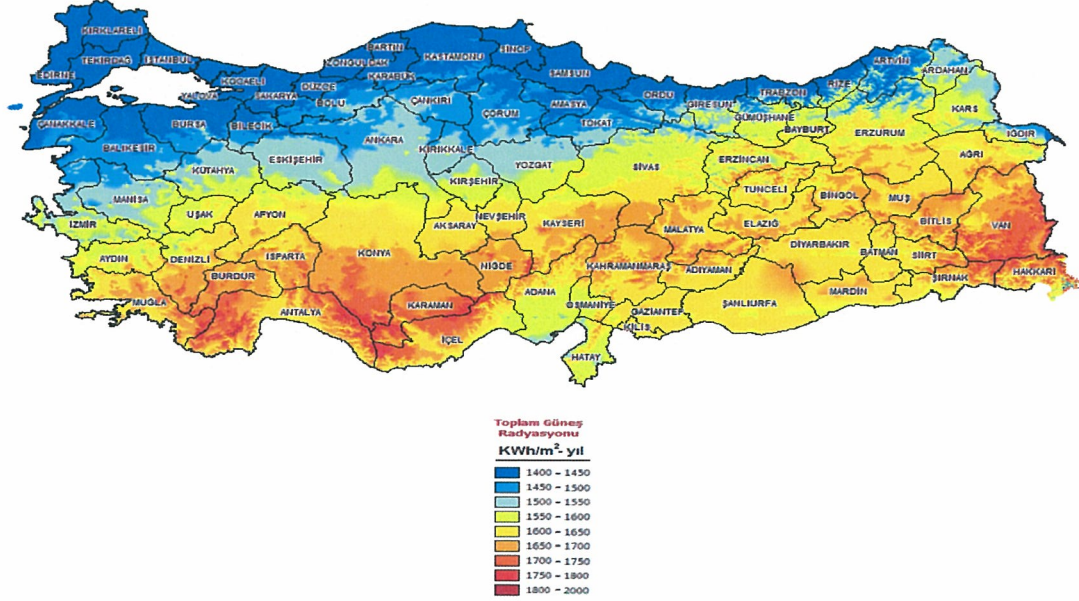 KIRKLARELİ
EDİRNE
TEKİRDAĞ
İSTANBUL
KOCAELİ
YALOVA
SAKARYA
DÜZCE
BOLU
ZONGULDAK
BARTIN
KARABÜK
KASTAMONU
SİNOP
SAMSUN
ÇANKIRI
ÇORUM
AMASYA
TOKAT
ORDU
GİRESUN
TRABZON
RİZE
ARTVİN
ARDAHAN
GÜMÜŞHANE
BAYBURT
KARS
IĞDIR
ÇANAKKALE
BURSA
BİLECİK
BALIKESİR
KÜTAHYA
ESKİŞEHİR
ANKARA
KIRIKKALE
YOZGAT
KIRŞEHİR
SİVAS
ERZİNCAN
ERZURUM
AĞRI
MANİSA
İZMİR
UŞAK
AFYON
AKSARAY
NEVŞEHİR
KAYSERİ
MALATYA
TUNCELİ
ELAZIĞ
BİNGOL
MUŞ
BİTLİS
VAN
AYDIN
DENİZLİ
ISPARTA
BURDUR
KONYA
NİĞDE
KAHRAMANMARAŞ
ADIYAMAN
DİYARBAKIR
BATMAN
SİİRT
ŞIRNAK
HAKKARİ
MUĞLA
ANTALYA
KARAMAN
İÇEL
ADANA
OSMANİYE
GAZİANTEP
KİLİS
HATAY
ŞANLIURFA
MARDİN
Toplam Güneş
Radyasyonu
KWh/m²- yıl
1400 - 1450
1450 - 1500
1500 - 1550
1550 - 1600
1600 - 1650
1650 - 1700
1700 - 1750
1750 - 1800
1800 - 2000